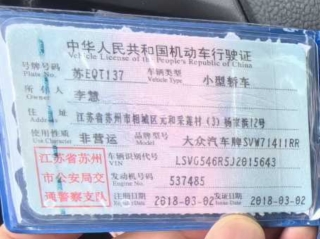 中华人民共和国机动车行驶证
Vehicle License of the People's Republic of China
号牌号码 苏EQT137 车辆类型 小型轿车
Plate No. Vehicle Type
所有人 李慧
Owner
住址 江苏省苏州市相城区元和 (3) 12号
Address
使用性质 非营运 品牌型号 大众汽车牌SVW71411RR
Use Character Model
江苏省苏州 车辆识别代号 LSVG546R5J2015643
VIN
市公安局交 发动机号码 537485
Engine No.
通警察支队 注册日期 2018-03-02 发证日期 2018-03-02
Register Date Issue Date